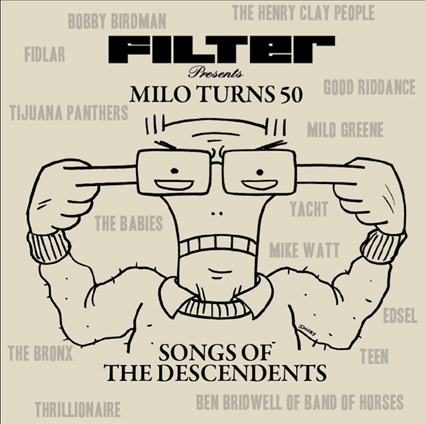 BOBBY BIRDMAN
THE HENRY CLAY PEOPLE
FILTER
FIDLAR
Presents
MILO TURNS 50
GOOD RIDDANCE
TIJUANA PANTHERS
MILO GREENE
THE BABIES
YACHT
MIKE WATT
EDSEL
THE BRONX
SONGS OF
THE DESCENDENTS
TEEN
THRILLIONAIRE
BEN BRIDWELL OF BAND OF HORSES